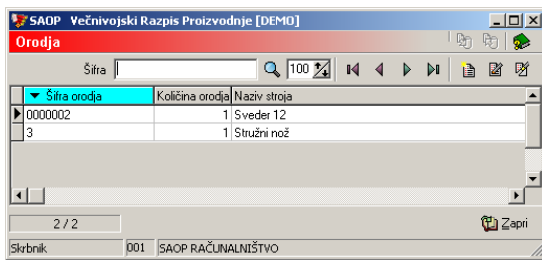 SAOP Večnivojski Razpis Proizvodnje [DEMO]
Orodja
Šifra 100
Šifra orodja Količina orodja Naziv stroja
0000002 1 Sveder 12
3 1 Stružni nož
2 / 2 Zapri
Skrbnik 001 SAOP RAČUNALNIŠTVO